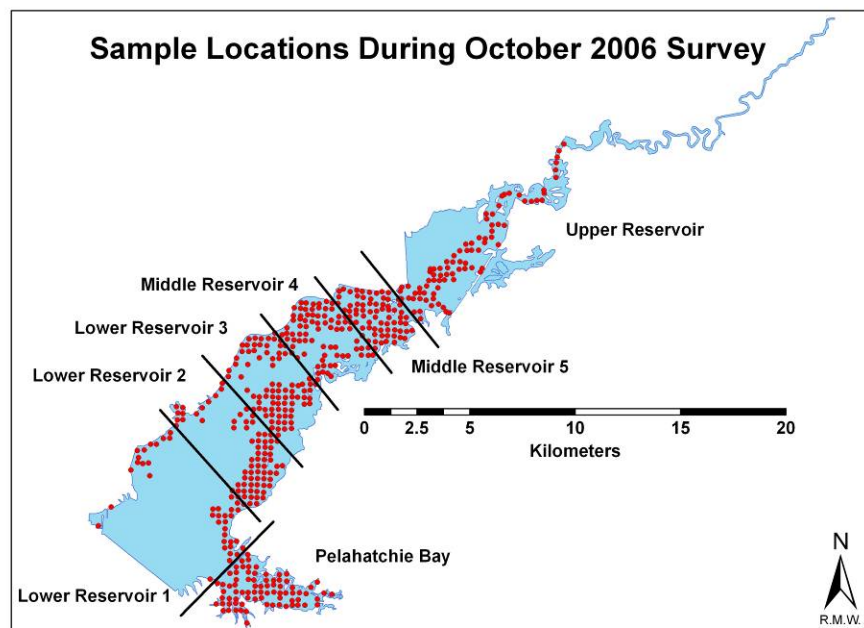 Sample Locations During October 2006 Survey
Upper Reservoir
Middle Reservoir 4
Lower Reservoir 3
Lower Reservoir 2
Middle Reservoir 5
0 2.5 5 10 15 20
Kilometers
Pelahatchie Bay
Lower Reservoir 1
N
R.M.W.